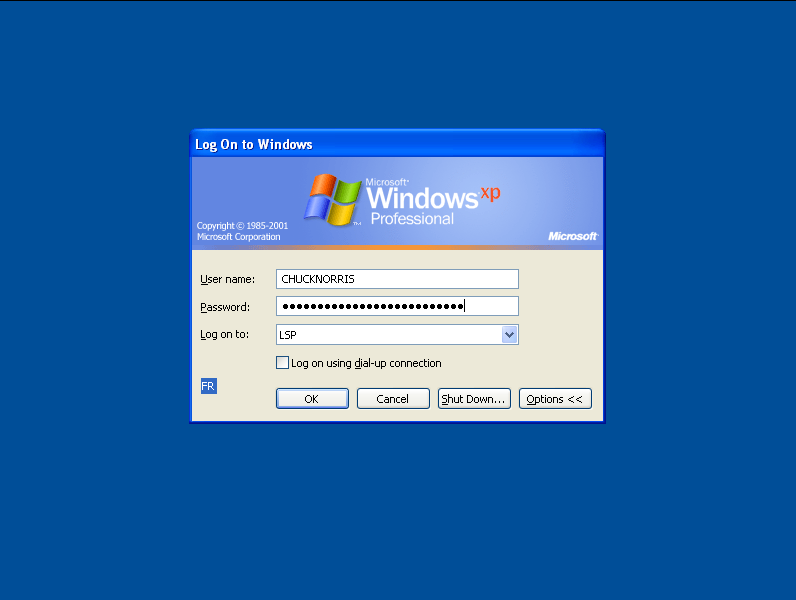 Log On to Windows
Microsoft®
Windows xp
Professional
TM
Copyright © 1985-2001
Microsoft Corporation
Microsoft®
User name: CHUCKNORRIS
Password: ●●●●●●●●●●●●●●●●●●●●●●●●●●
Log on to: LSP
Log on using dial-up connection
FR
OK Cancel Shut Down... Options <<